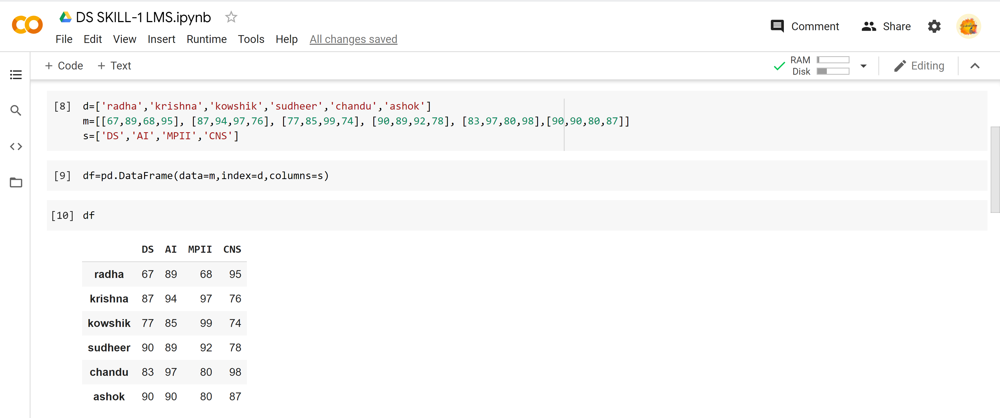 DS SKILL-1 LMS.ipynb
File Edit View Insert Runtime Tools Help All changes saved
Comment Share
+ Code + Text
RAM
Disk
Editing
[8] d=['radha','krishna','kowshik','sudheer','chandu','ashok']
m=[[67,89,68,95], [87,94,97,76], [77,85,99,74], [90,89,92,78], [83,97,80,98],[90,90,80,87]]
s=['DS','AI','MPII','CNS']
[9] df=pd.DataFrame(data=m,index=d,columns=s)
[10] df
DS AI MPII CNS
radha 67 89 68 95
krishna 87 94 97 76
kowshik 77 85 99 74
sudheer 90 89 92 78
chandu 83 97 80 98
ashok 90 90 80 87